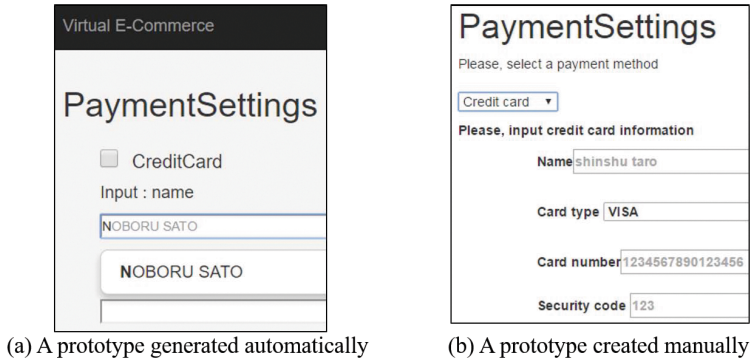 Virtual E-Commerce
PaymentSettings
CreditCard
Input : name
NOBORU SATO
NOBORU SATO
(a) A prototype generated automatically
PaymentSettings
Please, select a payment method
Credit card
Please, input credit card information
Name shinshu taro
Card type VISA
Card number 1234567890123456
Security code 123
(b) A prototype created manually